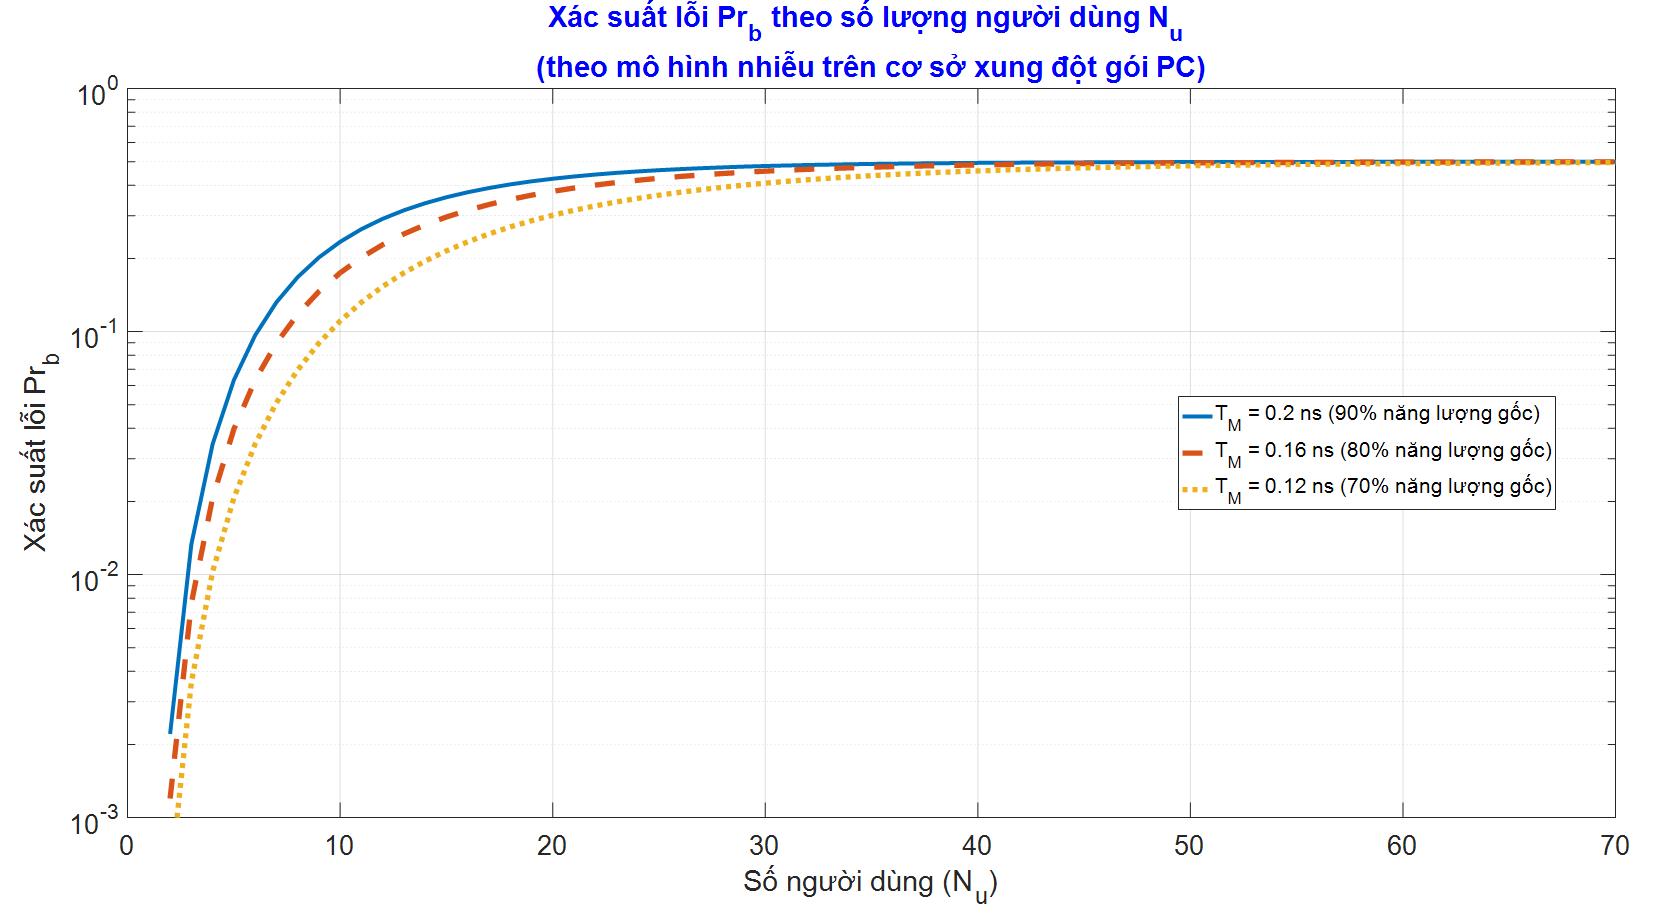 Xác suất lỗi Pr_b theo số lượng người dùng N_u
(theo mô hình nhiễu trên cơ sở xung đột gói PC)
10^0
10^-1
10^-2
10^-3
Xác suất lỗi Pr_b
T_M = 0.2 ns (90% năng lượng gốc)
T_M = 0.16 ns (80% năng lượng gốc)
T_M = 0.12 ns (70% năng lượng gốc)
0 10 20 30 40 50 60 70
Số người dùng (N_u)